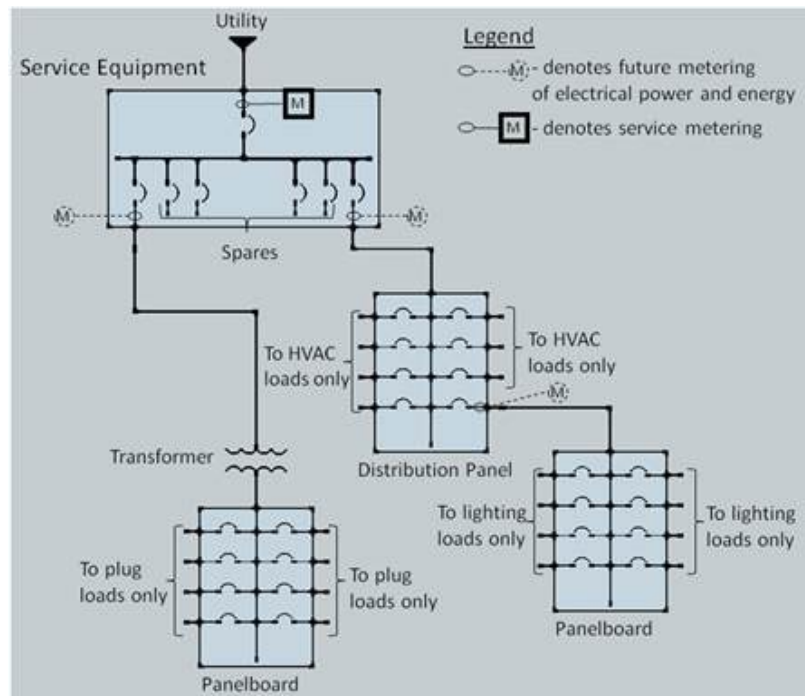 Utility
Legend
Service Equipment
M
M - denotes future metering
of electrical power and energy
M - denotes service metering
M
M
Spares
To HVAC
loads only
To HVAC
loads only
M
Transformer
Distribution Panel
To lighting
loads only
To lighting
loads only
To plug
loads only
To plug
loads only
Panelboard
Panelboard